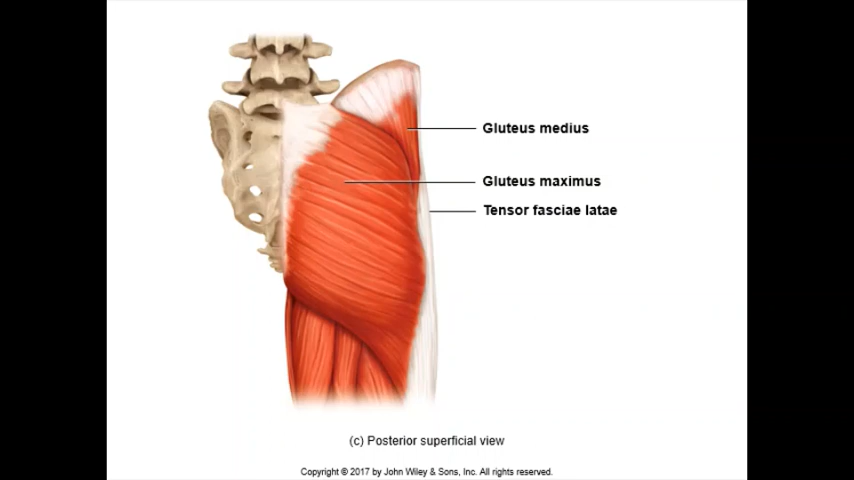 Gluteus medius
Gluteus maximus
Tensor fasciae latae
(c) Posterior superficial view
Copyright © 2017 by John Wiley & Sons, Inc. All rights reserved.